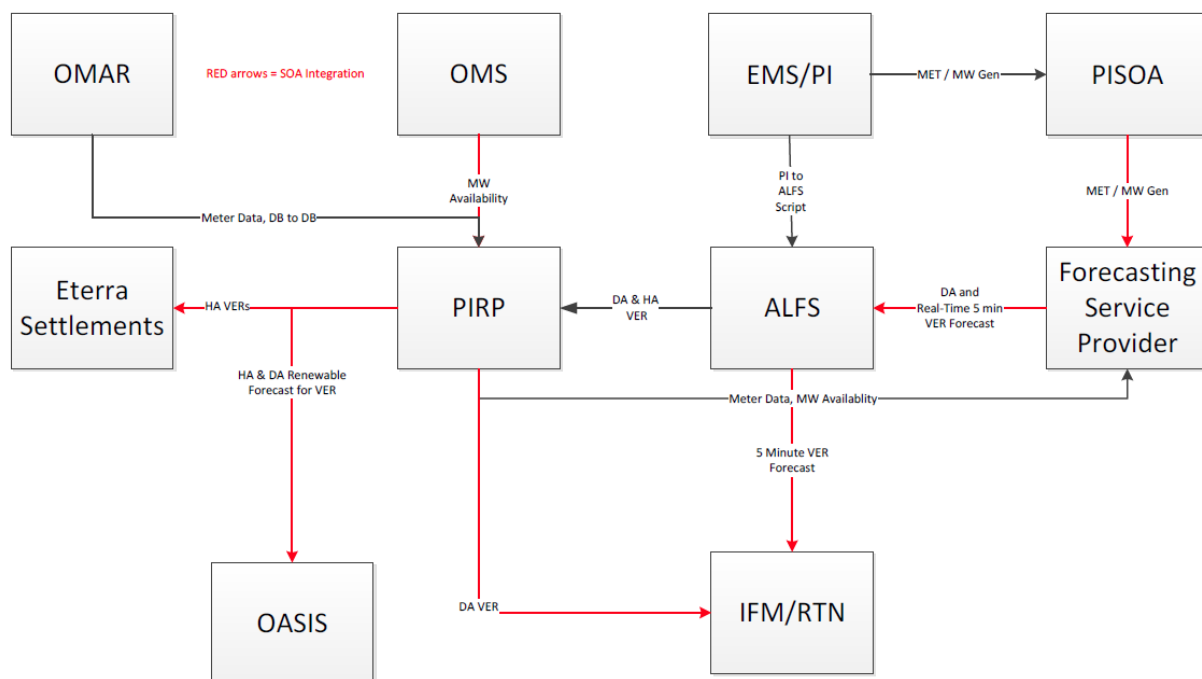 OMAR
RED arrows = SOA Integration
OMS
EMS/PI
MET / MW Gen
PISOA
MW
Availability
PI to
ALFS
Script
MET / MW Gen
Meter Data, DB to DB
Eterra
Settlements
HA VERs
PIRP
DA & HA
VER
ALFS
DA and
Real-Time 5 min
VER Forecast
Forecasting
Service
Provider
HA & DA Renewable
Forecast for VER
Meter Data, MW Availablity
5 Minute VER
Forecast
OASIS
DA VER
IFM/RTN